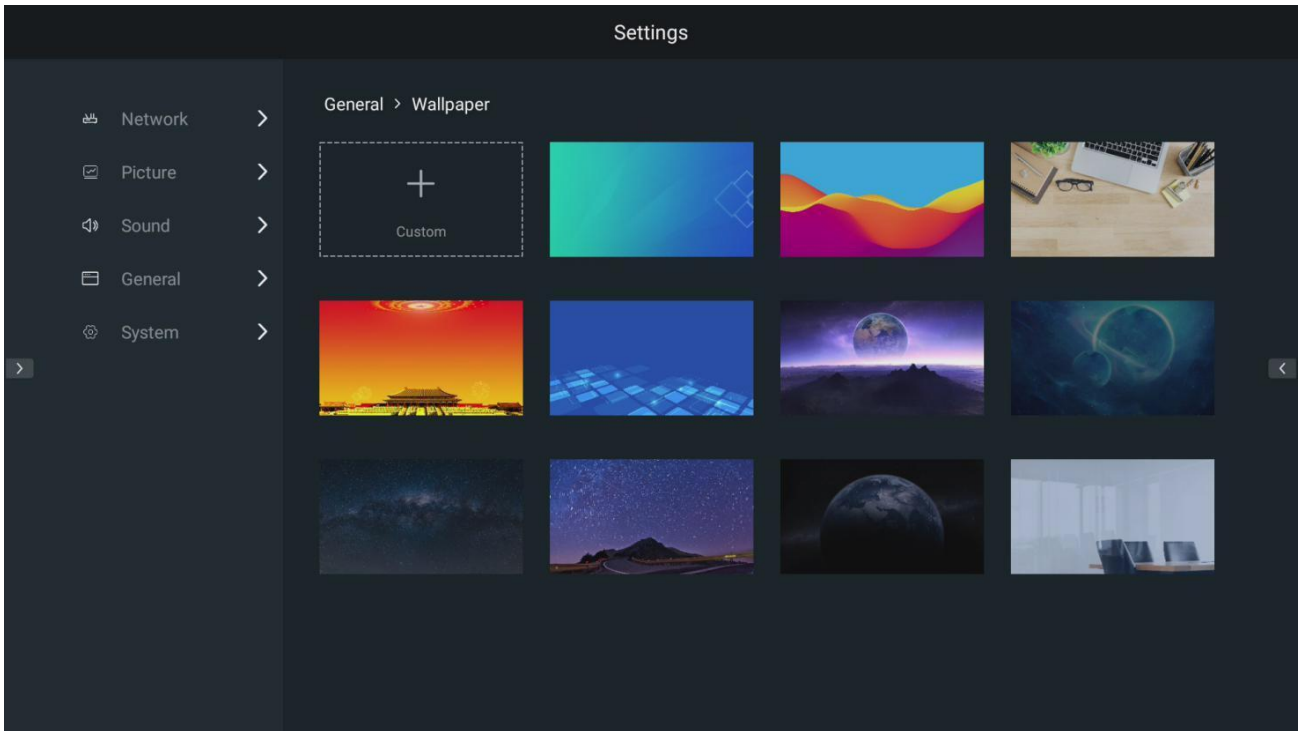 Settings
Network
Picture
Sound
General
System
General > Wallpaper
Custom